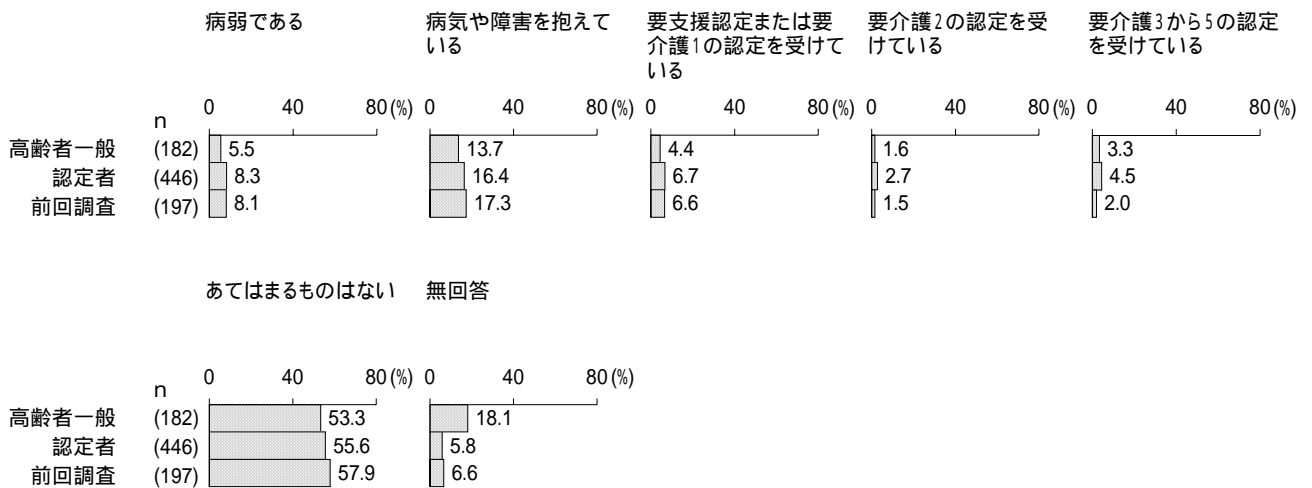 病弱である 病気や障害を抱えて 要支援認定または要 要介護2の認定を受 要介護3から5の認定
いる 介護1の認定を受けて けている を受けている
いる
0 40 80(%) 0 40 80(%) 0 40 80(%) 0 40 80(%) 0 40 80(%)
n
高齢者一般 (182) 5.5 13.7 4.4 1.6 3.3
認定者 (446) 8.3 16.4 6.7 2.7 4.5
前回調査 (197) 8.1 17.3 6.6 1.5 2.0
あてはまるものはない 無回答
0 40 80(%) 0 40 80(%)
n
高齢者一般 (182) 53.3 18.1
認定者 (446) 55.6 5.8
前回調査 (197) 57.9 6.6